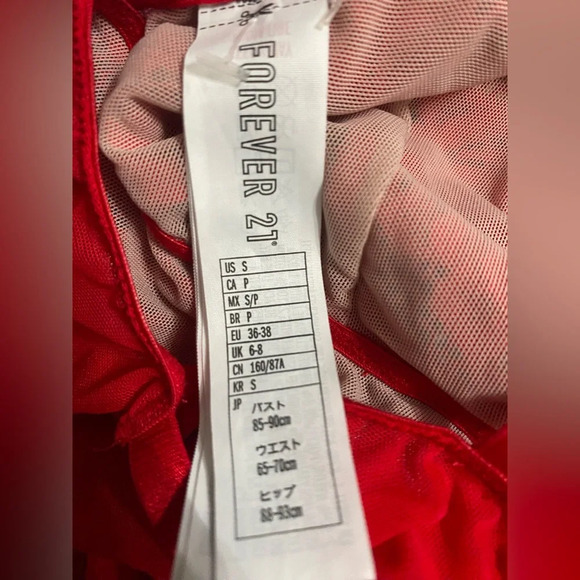 FOREVER 21®
US S
CA P
MX S/P
BR P
EU 36-38
UK 6-8
CN 160/87A
KR S
JP バスト
85-90cm
ウエスト
65-70cm
ヒップ
88-93cm